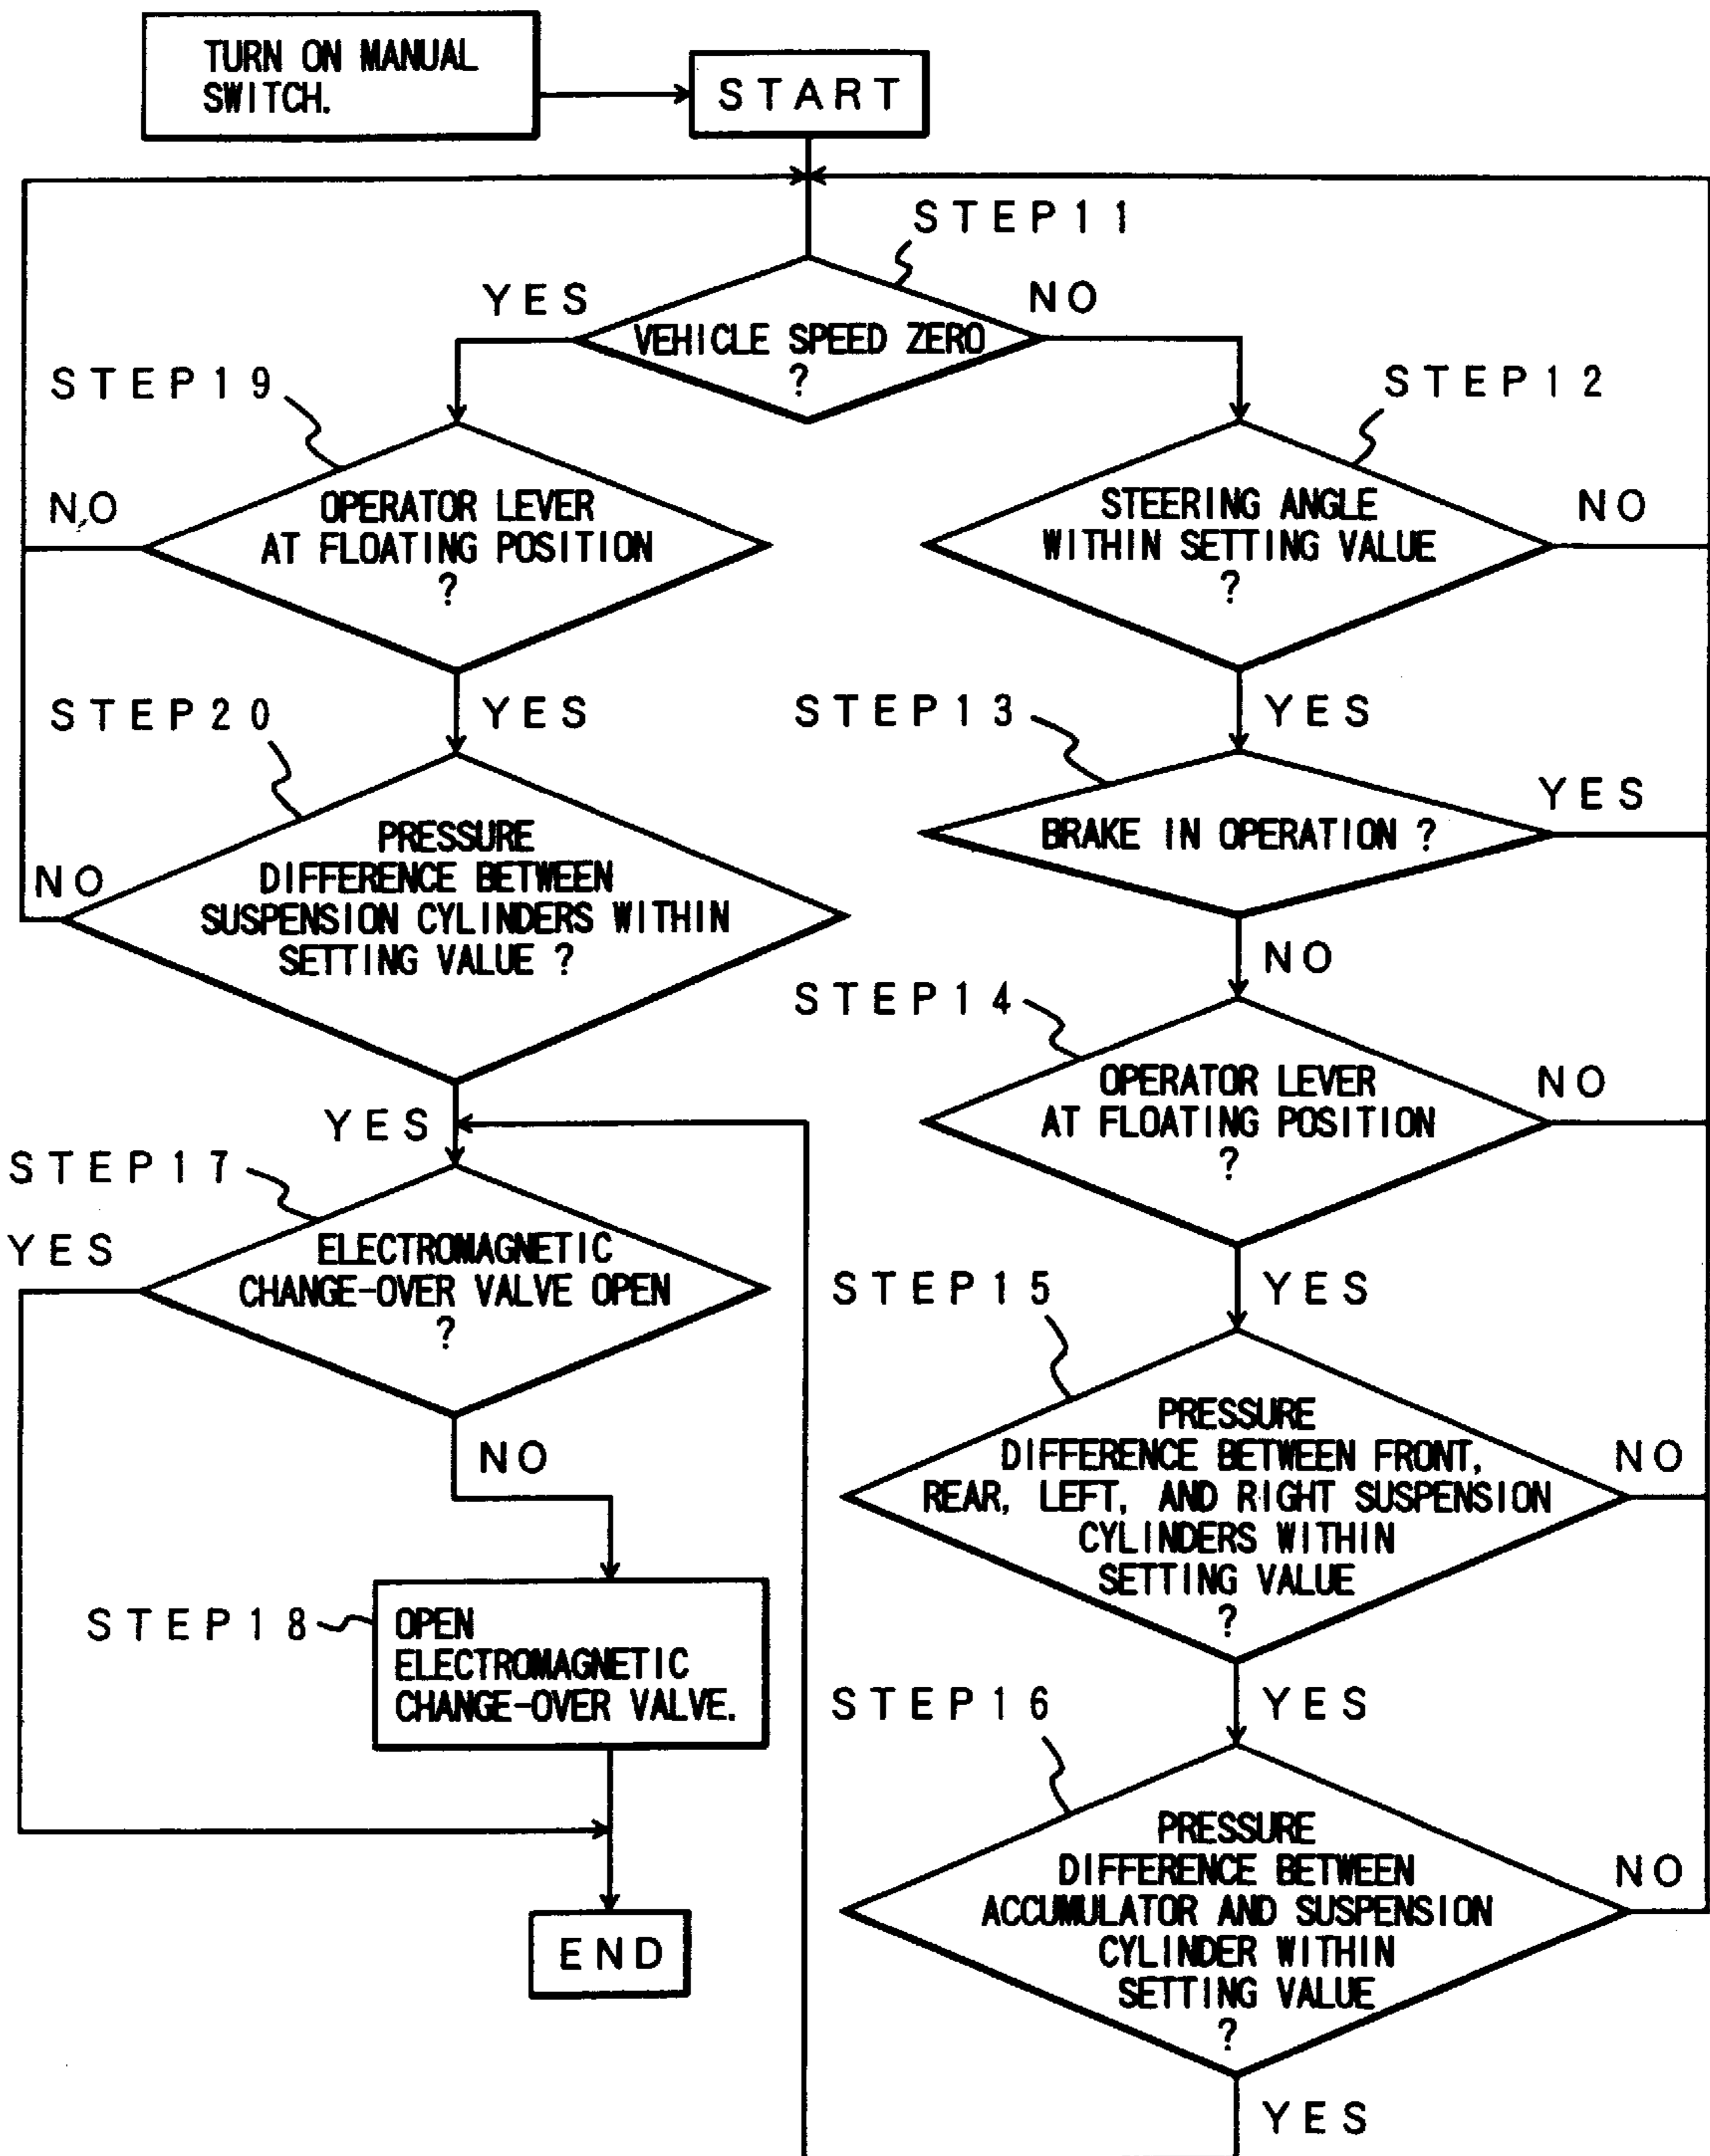 TURN ON MANUAL
SWITCH.
START
STEP11
YES
NO
VEHICLE SPEED ZERO
?
STEP19
STEP12
NO
OPERATOR LEVER
AT FLOATING POSITION
?
STEERING ANGLE
WITHIN SETTING VALUE
?
NO
STEP20
YES
STEP13
YES
NO
PRESSURE
DIFFERENCE BETWEEN
SUSPENSION CYLINDERS WITHIN
SETTING VALUE ?
BRAKE IN OPERATION ?
YES
NO
STEP14
OPERATOR LEVER
AT FLOATING POSITION
?
NO
YES
STEP17
YES
ELECTROMAGNETIC
CHANGE-OVER VALVE OPEN
?
STEP15
YES
NO
PRESSURE
DIFFERENCE BETWEEN FRONT,
REAR, LEFT, AND RIGHT SUSPENSION
CYLINDERS WITHIN
SETTING VALUE
?
NO
STEP18
OPEN
ELECTROMAGNETIC
CHANGE-OVER VALVE.
STEP16
YES
PRESSURE
DIFFERENCE BETWEEN
ACCUMULATOR AND SUSPENSION
CYLINDER WITHIN
SETTING VALUE
?
NO
END
YES